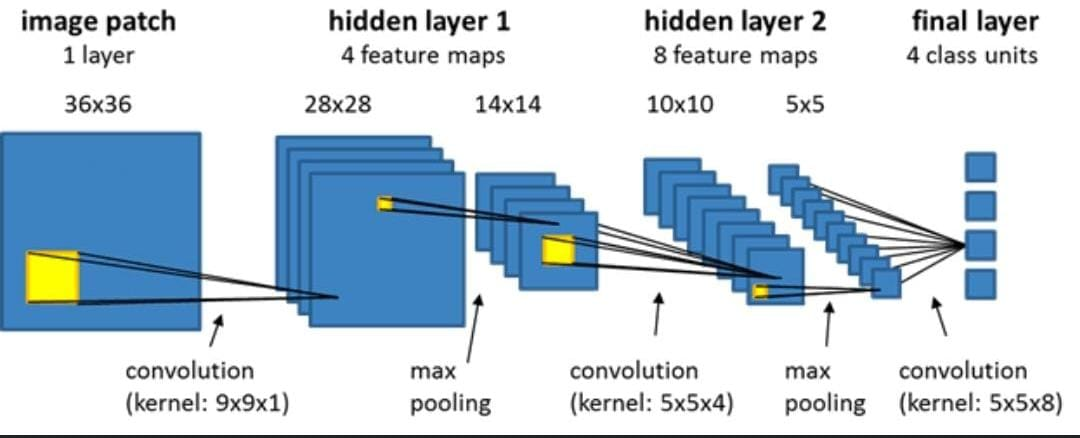 image patch
1 layer
hidden layer 1
4 feature maps
hidden layer 2
8 feature maps
final layer
4 class units
36x36
28x28
14x14
10x10
5x5
convolution
(kernel: 9x9x1)
max
pooling
convolution
(kernel: 5x5x4)
max
pooling
convolution
(kernel: 5x5x8)